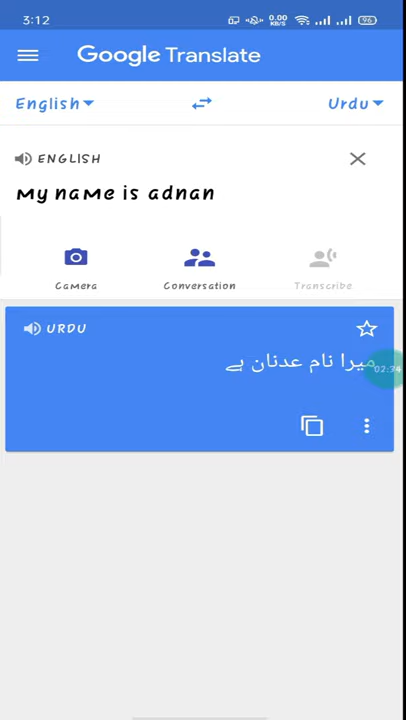 3:12
0.00 KB/S
96
Google Translate
English
Urdu
ENGLISH
My name is adnan
Camera
Conversation
Transcribe
URDU
میرا نام عدنان ہے
02:34